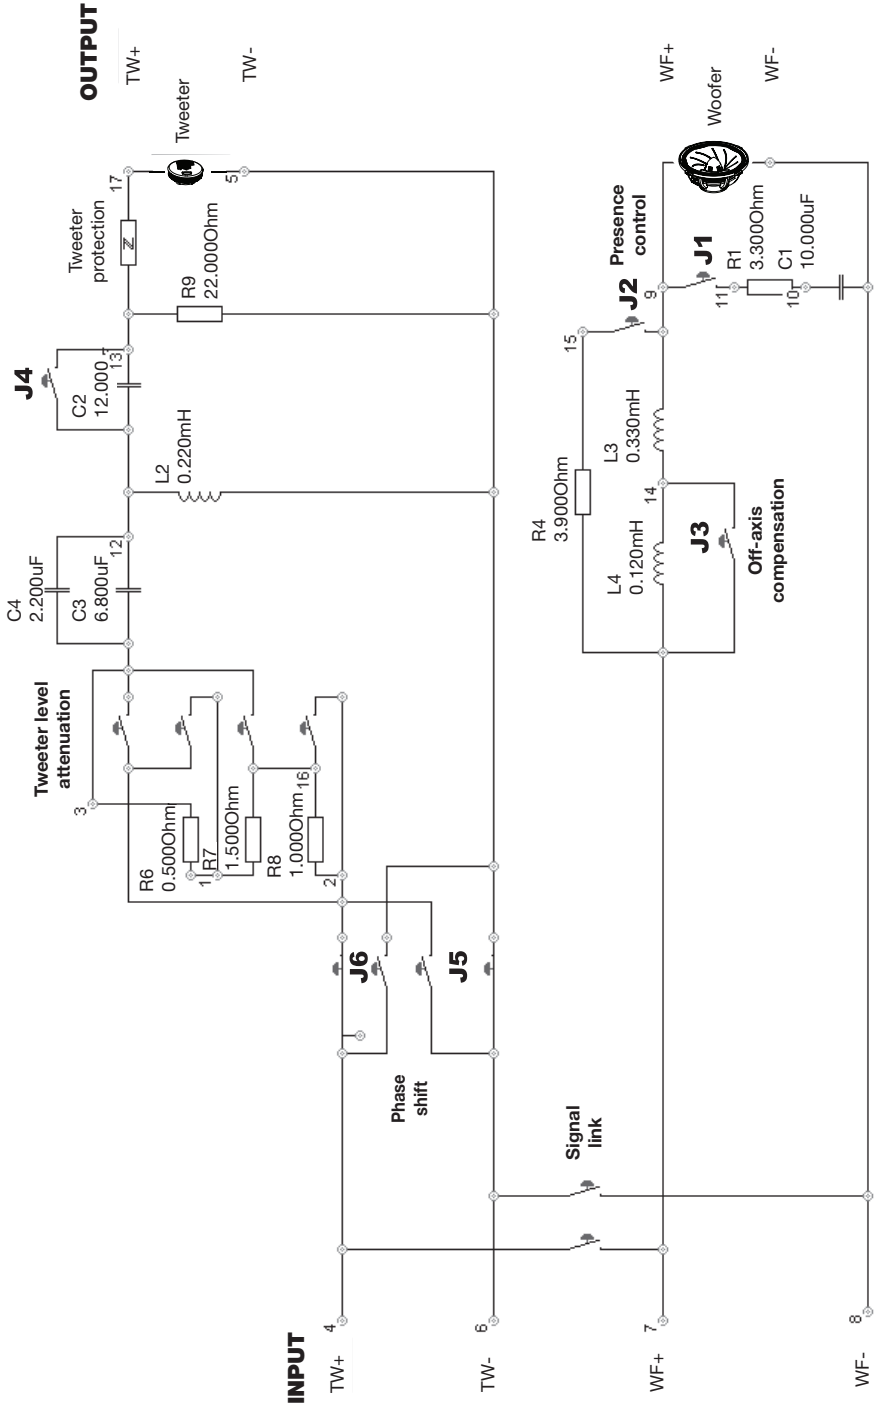 INPUT
TW+
4
TW-
6
WF+
7
WF-
8
Signal
link
Phase
shift
J6
J5
Tweeter level
attenuation
3
R6
0.500Ohm
1
R7
1.500Ohm
R8
1.000Ohm
16
2
C4
2.200uF
C3
6.800uF
12
L2
0.220mH
J4
C2
12.000
13
R9
22.000Ohm
Tweeter
protection
Z
17
5
Tweeter
OUTPUT
TW+
TW-
R4
3.900Ohm
15
L4
0.120mH
14
L3
0.330mH
J3
Off-axis
compensation
J2
Presence
control
9
J1
11
R1
3.300Ohm
10
C1
10.000uF
Woofer
WF+
WF-